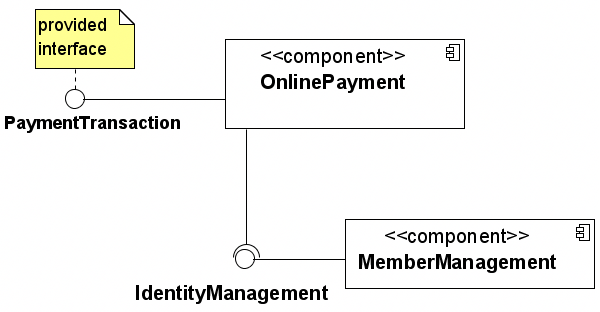 provided
interface
<<component>>
OnlinePayment
PaymentTransaction
<<component>>
MemberManagement
IdentityManagement